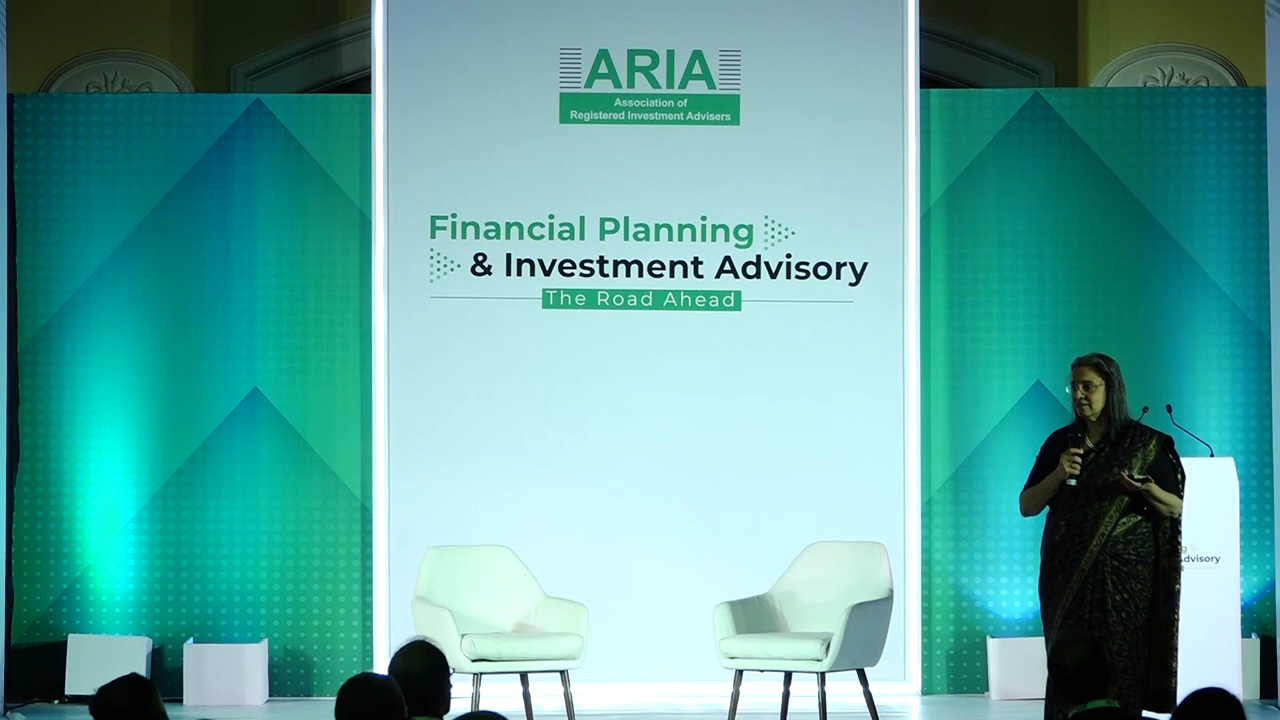 ARIA
Association of
Registered Investment Advisers
Financial Planning
& Investment Advisory
The Road Ahead
Advisory